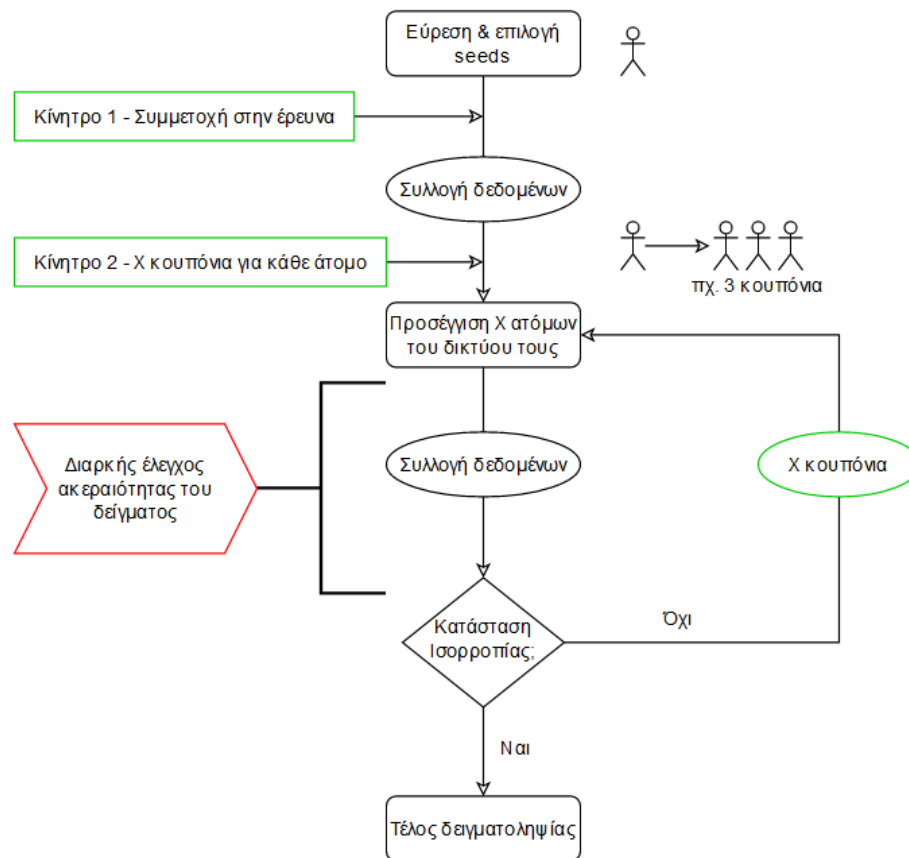 Εύρεση & επιλογή
seeds
Κίνητρο 1 - Συμμετοχή στην έρευνα
Συλλογή δεδομένων
Κίνητρο 2 - Χ κουπόνια για κάθε άτομο
πχ. 3 κουπόνια
Προσέγγιση Χ ατόμων
του δικτύου τους
Διαρκής έλεγχος
ακεραιότητας του
δείγματος
Συλλογή δεδομένων
Χ κουπόνια
Κατάσταση
Ισορροπίας;
Όχι
Ναι
Τέλος δειγματοληψίας